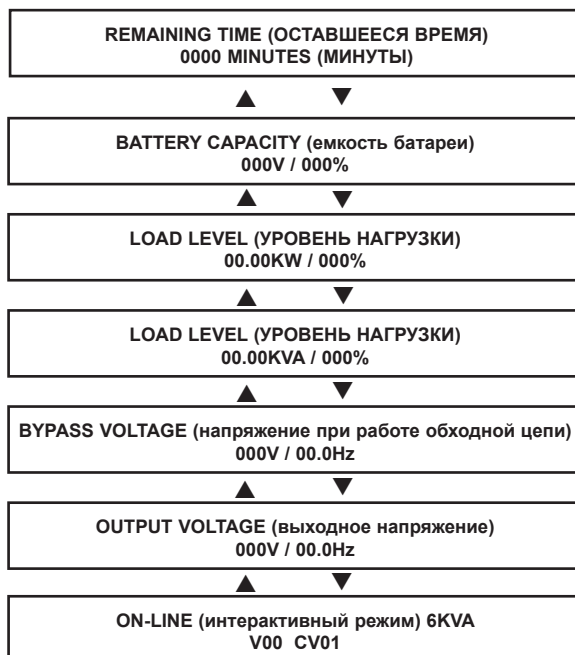 REMAINING TIME (ОСТАВШЕЕСЯ ВРЕМЯ)
0000 MINUTES (МИНУТЫ)
BATTERY CAPACITY (емкость батареи)
000V / 000%
LOAD LEVEL (УРОВЕНЬ НАГРУЗКИ)
00.00KW / 000%
LOAD LEVEL (УРОВЕНЬ НАГРУЗКИ)
00.00KVA / 000%
BYPASS VOLTAGE (напряжение при работе обходной цепи)
000V / 00.0Hz
OUTPUT VOLTAGE (выходное напряжение)
000V / 00.0Hz
ON-LINE (интерактивный режим) 6KVA
V00 CV01